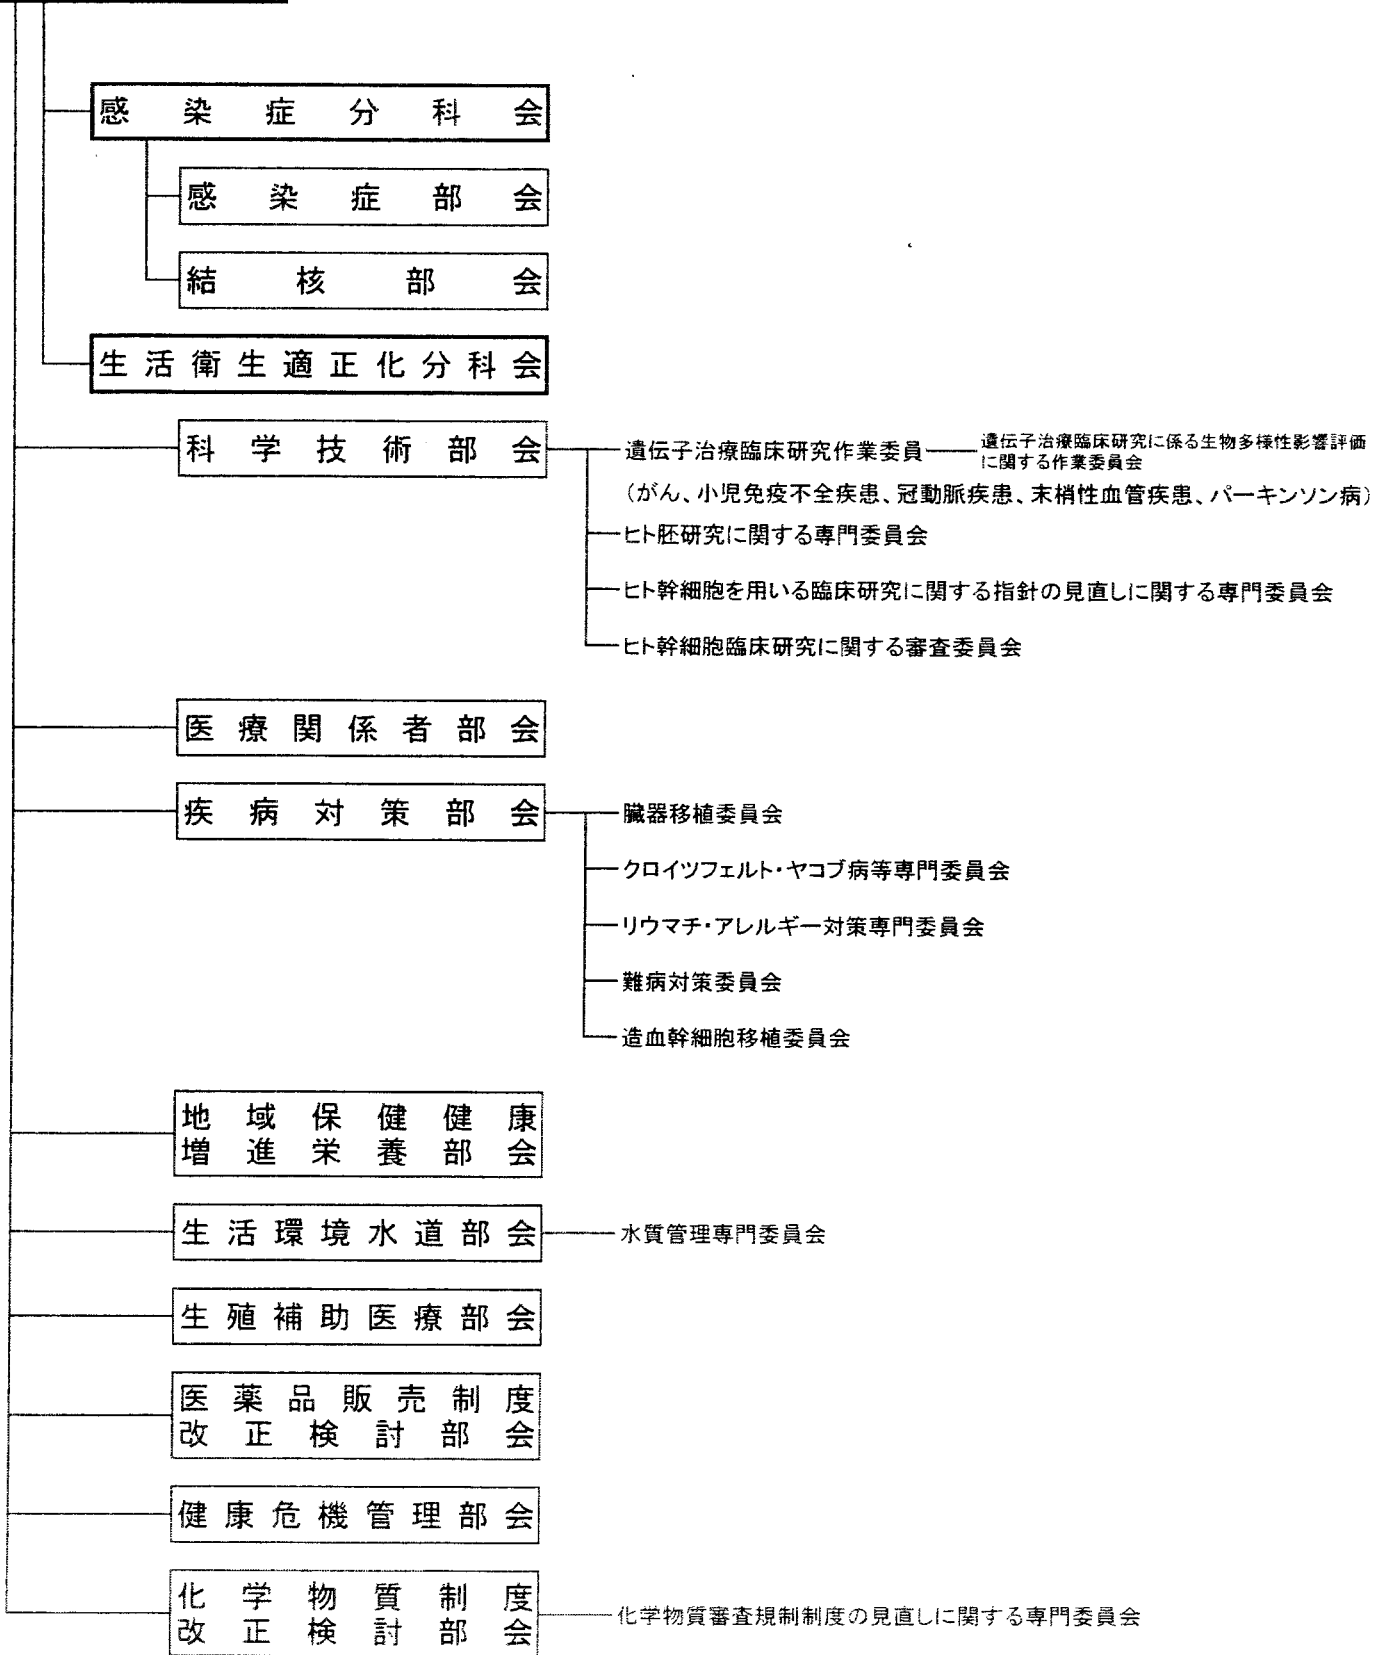 感染症分科会
感染症部会
結核部会
生活衛生適正化分科会
科学技術部会
遺伝子治療臨床研究作業委員
遺伝子治療臨床研究に係る生物多様性影響評価
に関する作業委員会
（がん、小児免疫不全疾患、冠動脈疾患、末梢性血管疾患、パーキンソン病）
ヒト胚研究に関する専門委員会
ヒト幹細胞を用いる臨床研究に関する指針の見直しに関する専門委員会
ヒト幹細胞臨床研究に関する審査委員会
医療関係者部会
疾病対策部会
臓器移植委員会
クロイツフェルト・ヤコブ病等専門委員会
リウマチ・アレルギー対策専門委員会
難病対策委員会
造血幹細胞移植委員会
地域保健健康
増進栄養部会
生活環境水道部会
水質管理専門委員会
生殖補助医療部会
医薬品販売制度
改正検討部会
健康危機管理部会
化学物質制度
改正検討部会
化学物質審査規制制度の見直しに関する専門委員会